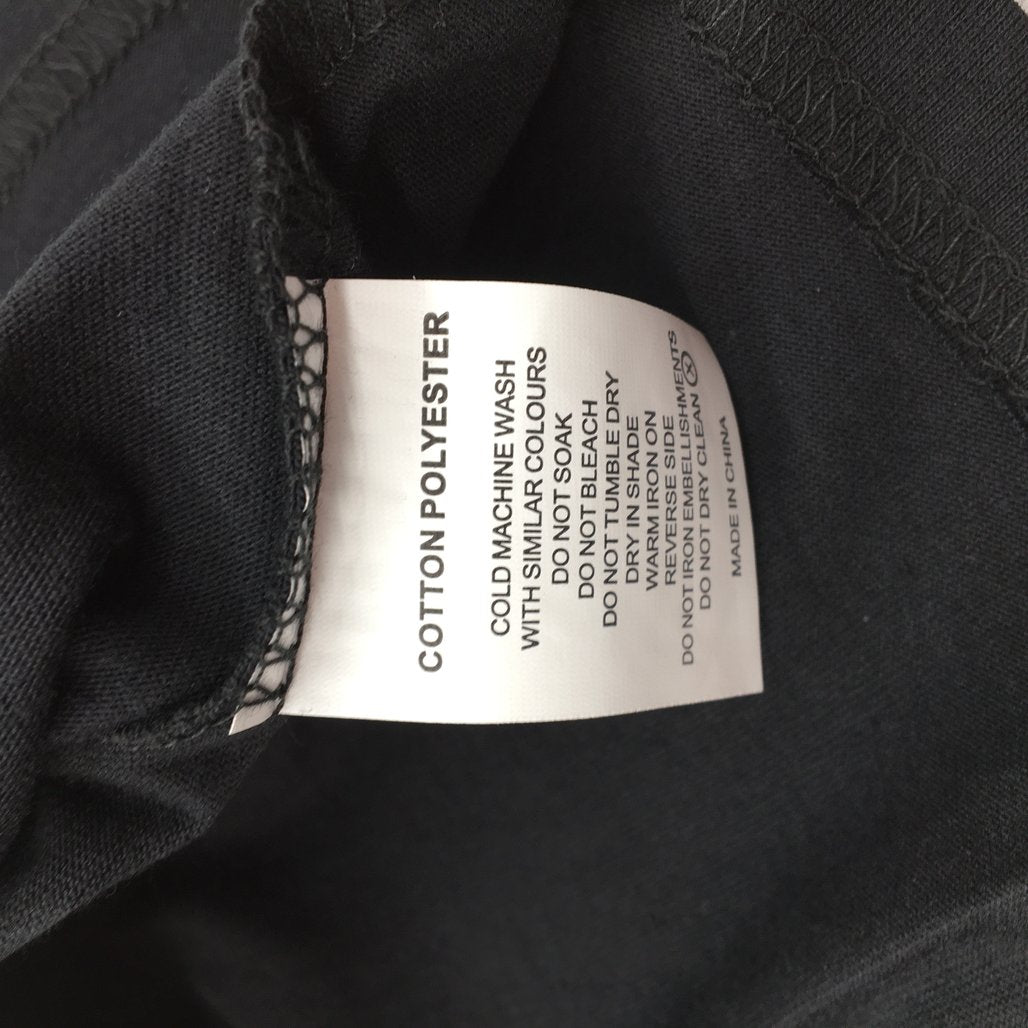 COTTON POLYESTER
COLD MACHINE WASH
WITH SIMILAR COLOURS
DO NOT SOAK
DO NOT BLEACH
DO NOT TUMBLE DRY
DRY IN SHADE
WARM IRON ON
REVERSE SIDE
DO NOT IRON EMBELLISHMENTS
DO NOT DRY CLEAN ⓧ
MADE IN CHINA